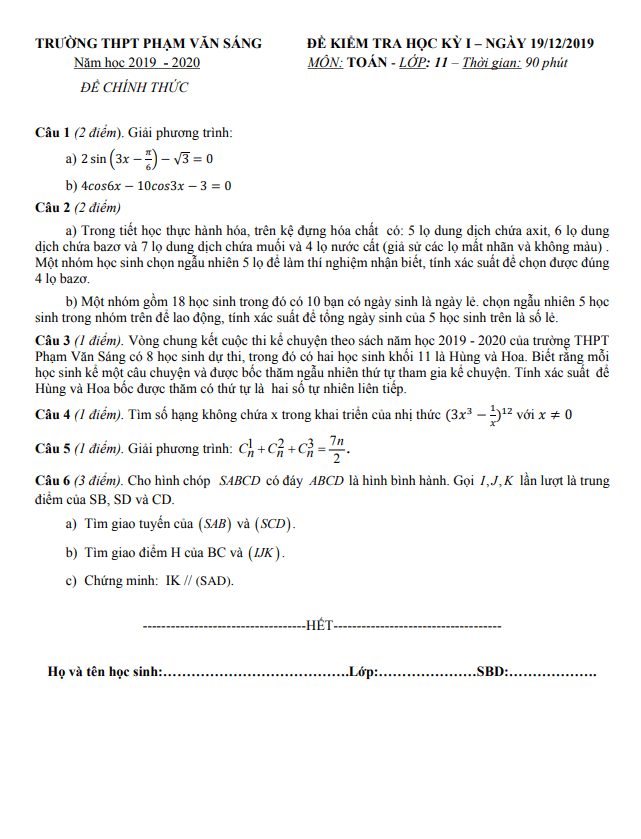 TRƯỜNG THPT PHẠM VĂN SÁNG ĐỀ KIỂM TRA HỌC KỲ I – NGÀY 19/12/2019
Năm học 2019 - 2020 MÔN: TOÁN - LỚP: 11 – Thời gian: 90 phút
ĐỀ CHÍNH THỨC
Câu 1 (2 điểm). Giải phương trình:
a) 2 sin (3x − π/6) − √3 = 0
b) 4cos6x − 10cos3x − 3 = 0
Câu 2 (2 điểm)
a) Trong tiết học thực hành hóa, trên kệ đựng hóa chất có: 5 lọ dung dịch chứa axit, 6 lọ dung
dịch chứa bazơ và 7 lọ dung dịch chứa muối và 4 lọ nước cất (giả sử các lọ mất nhãn và không màu) .
Một nhóm học sinh chọn ngẫu nhiên 5 lọ để làm thí nghiệm nhận biết, tính xác suất để chọn được đúng
4 lọ bazơ.
b) Một nhóm gồm 18 học sinh trong đó có 10 bạn có ngày sinh là ngày lẻ. chọn ngẫu nhiên 5 học
sinh trong nhóm trên để lao động, tính xác suất để tổng ngày sinh của 5 học sinh trên là số lẻ.
Câu 3 (1 điểm). Vòng chung kết cuộc thi kể chuyện theo sách năm học 2019 - 2020 của trường THPT
Phạm Văn Sáng có 8 học sinh dự thi, trong đó có hai học sinh khối 11 là Hùng và Hoa. Biết rằng mỗi
học sinh kể một câu chuyện và được bốc thăm ngẫu nhiên thứ tự tham gia kể chuyện. Tính xác suất để
Hùng và Hoa bốc được thăm có thứ tự là hai số tự nhiên liên tiếp.
Câu 4 (1 điểm). Tìm số hạng không chứa x trong khai triển của nhị thức (3x³ − 1/x)¹² với x ≠ 0
Câu 5 (1 điểm). Giải phương trình: C¹ₙ + C²ₙ + C³ₙ = 7n/2 .
Câu 6 (3 điểm). Cho hình chóp SABCD có đáy ABCD là hình bình hành. Gọi I, J, K lần lượt là trung
điểm của SB, SD và CD.
a) Tìm giao tuyến của (SAB) và (SCD).
b) Tìm giao điểm H của BC và (IJK).
c) Chứng minh: IK // (SAD).
-----------------------------------HẾT------------------------------------
Họ và tên học sinh:………………………………….Lớp:…………………SBD:……………….